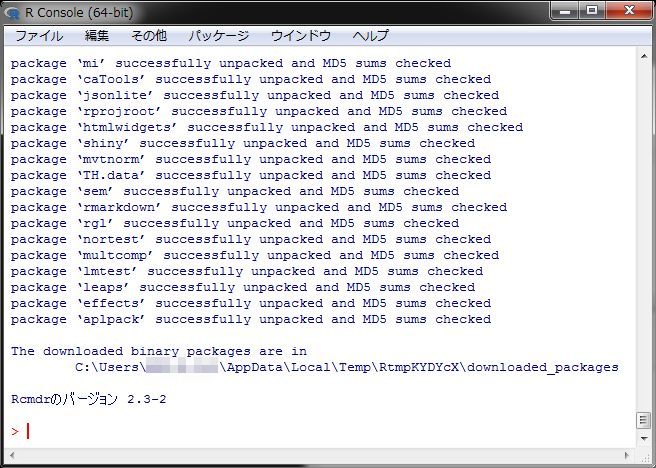 R Console (64-bit)
ファイル 編集 その他 パッケージ ウインドウ ヘルプ
package ‘mi’ successfully unpacked and MD5 sums checked
package ‘caTools’ successfully unpacked and MD5 sums checked
package ‘jsonlite’ successfully unpacked and MD5 sums checked
package ‘rprojroot’ successfully unpacked and MD5 sums checked
package ‘htmlwidgets’ successfully unpacked and MD5 sums checked
package ‘shiny’ successfully unpacked and MD5 sums checked
package ‘mvtnorm’ successfully unpacked and MD5 sums checked
package ‘TH.data’ successfully unpacked and MD5 sums checked
package ‘sem’ successfully unpacked and MD5 sums checked
package ‘rmarkdown’ successfully unpacked and MD5 sums checked
package ‘rgl’ successfully unpacked and MD5 sums checked
package ‘nortest’ successfully unpacked and MD5 sums checked
package ‘multcomp’ successfully unpacked and MD5 sums checked
package ‘lmtest’ successfully unpacked and MD5 sums checked
package ‘leaps’ successfully unpacked and MD5 sums checked
package ‘effects’ successfully unpacked and MD5 sums checked
package ‘aplpack’ successfully unpacked and MD5 sums checked
The downloaded binary packages are in
C:\Users\ \AppData\Local\Temp\RtmpKYDYcX\downloaded_packages
Rcmdrのバージョン 2.3-2
>